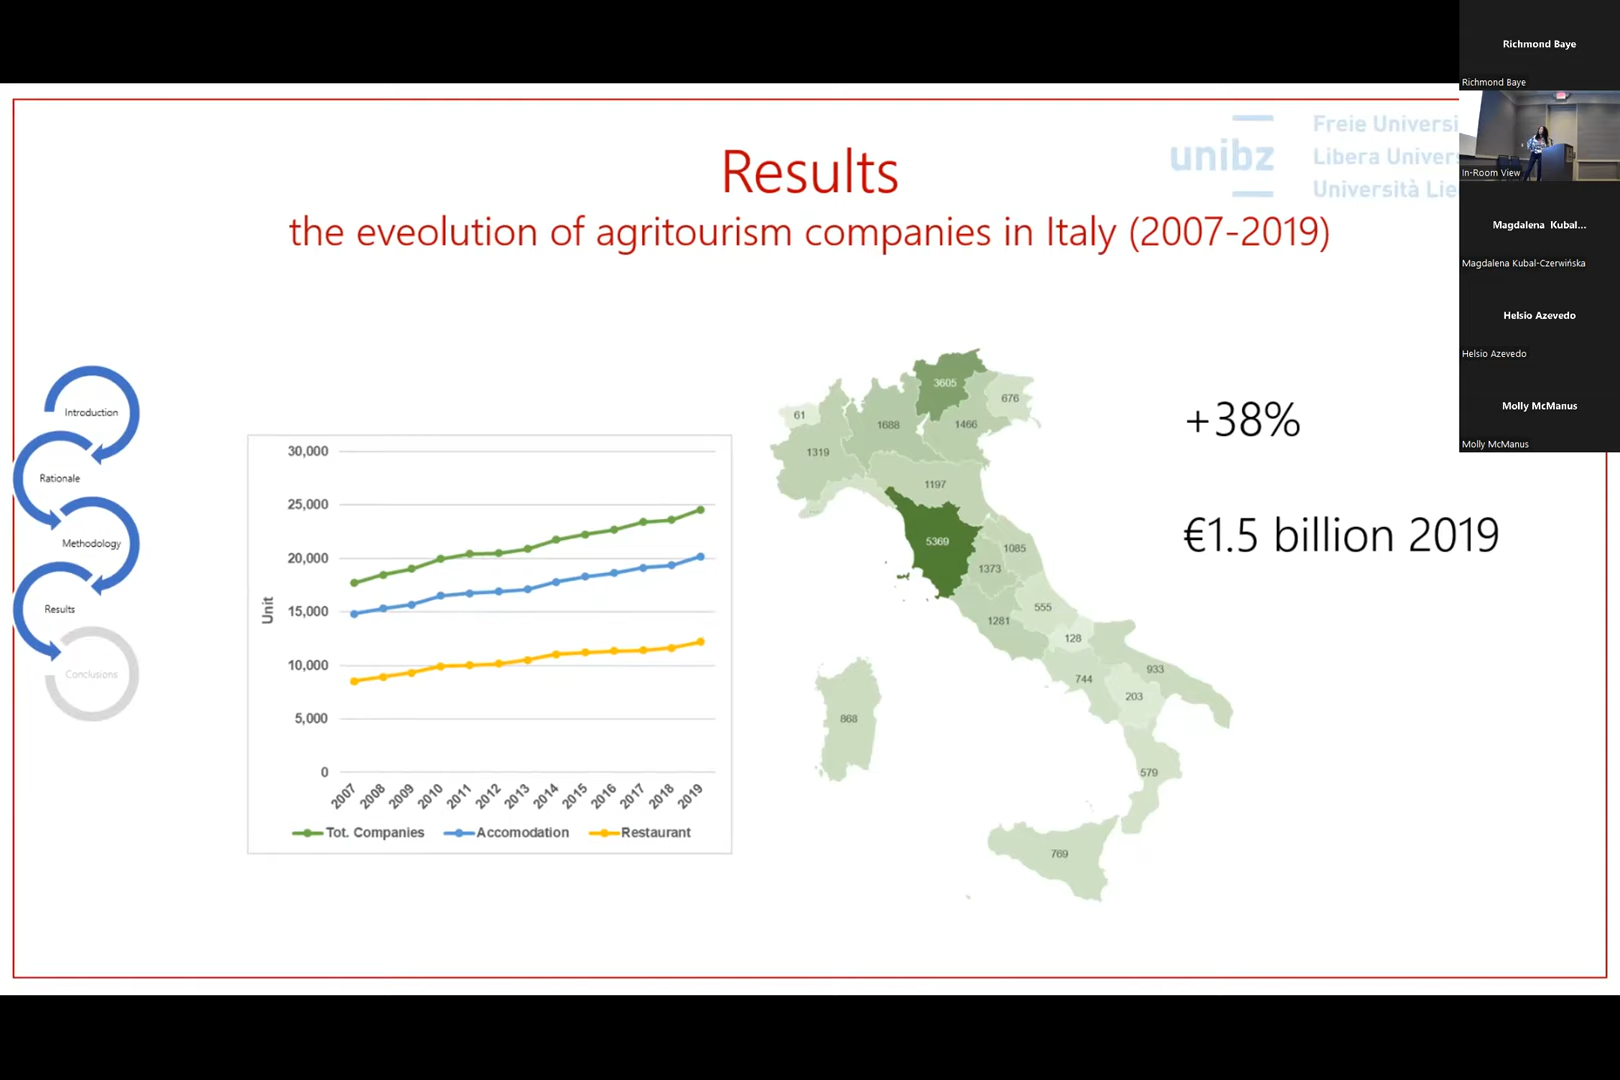 Results
the eveolution of agritourism companies in Italy (2007-2019)
unibz
Freie Universi
Libera Univer
Università Lie
Introduction
Rationale
Methodology
Results
Conclusions
30,000
25,000
20,000
15,000
10,000
5,000
0
Unit
2007
2008
2009
2010
2011
2012
2013
2014
2015
2016
2017
2018
2019
Tot. Companies
Accomodation
Restaurant
3605
676
61
1688
1466
1319
1197
5369
1085
1373
555
1281
128
933
744
203
868
579
769
+38%
€1.5 billion 2019
Richmond Baye
Richmond Baye
In-Room View
Magdalena Kubal...
Magdalena Kubal-Czerwińska
Helsio Azevedo
Helsio Azevedo
Molly McManus
Molly McManus